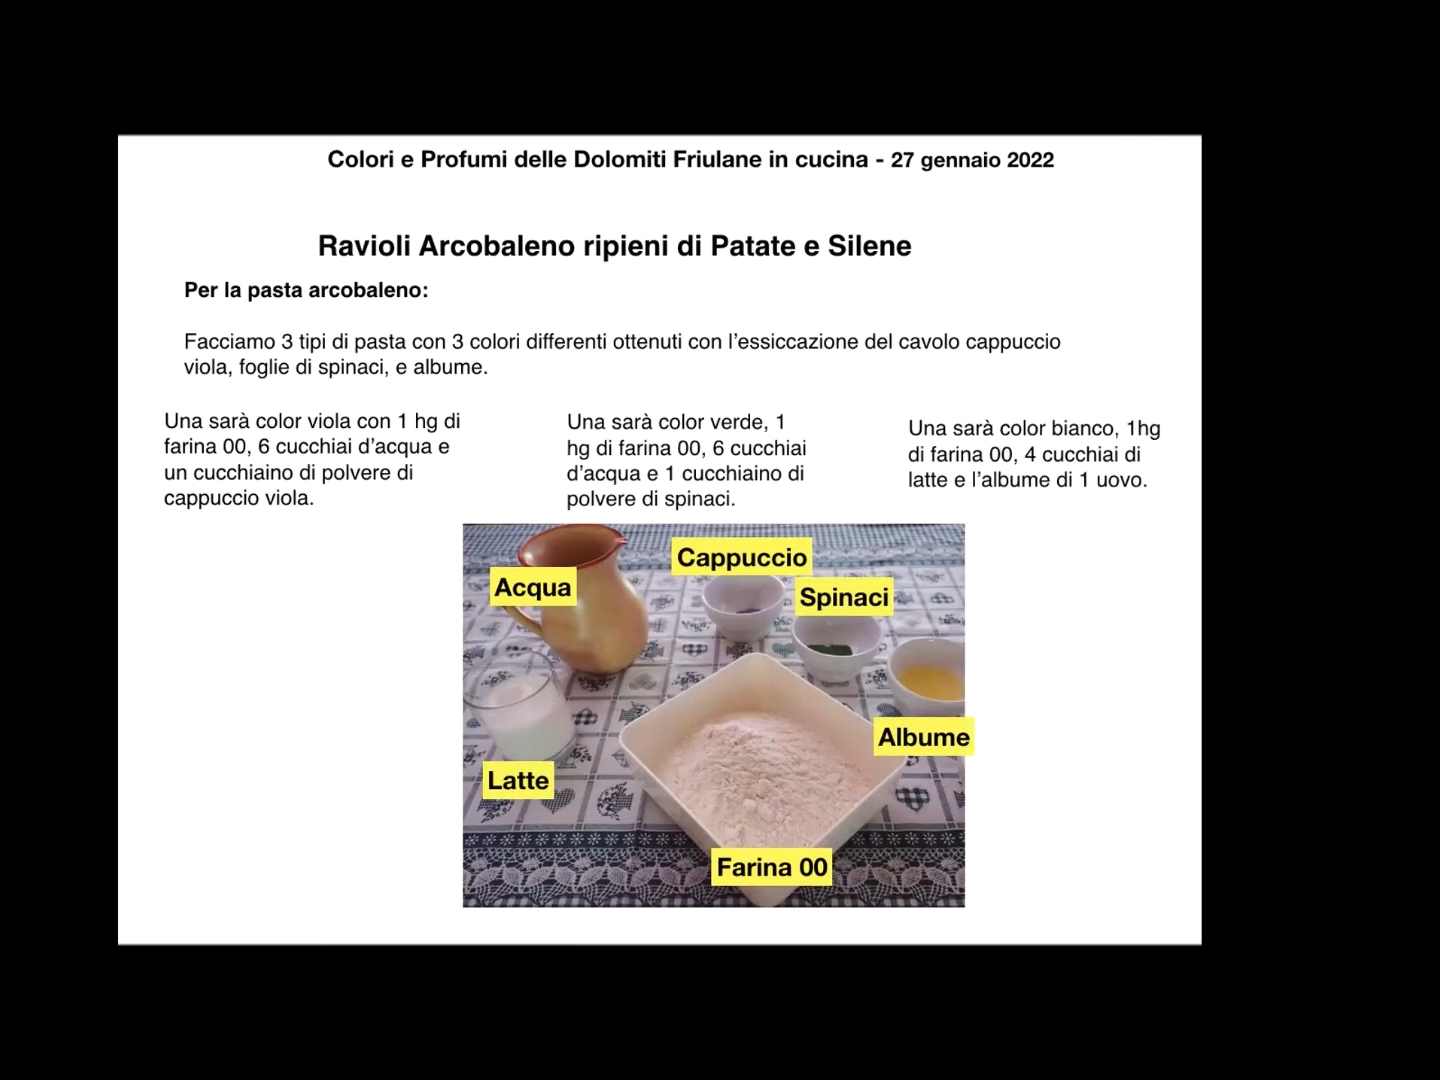 Colori e Profumi delle Dolomiti Friulane in cucina - 27 gennaio 2022
Ravioli Arcobaleno ripieni di Patate e Silene
Per la pasta arcobaleno:
Facciamo 3 tipi di pasta con 3 colori differenti ottenuti con l’essiccazione del cavolo cappuccio
viola, foglie di spinaci, e albume.
Una sarà color viola con 1 hg di
farina 00, 6 cucchiai d’acqua e
un cucchiaino di polvere di
cappuccio viola.
Una sarà color verde, 1
hg di farina 00, 6 cucchiai
d’acqua e 1 cucchiaino di
polvere di spinaci.
Una sarà color bianco, 1hg
di farina 00, 4 cucchiai di
latte e l’albume di 1 uovo.
Cappuccio
Acqua
Spinaci
Albume
Latte
Farina 00